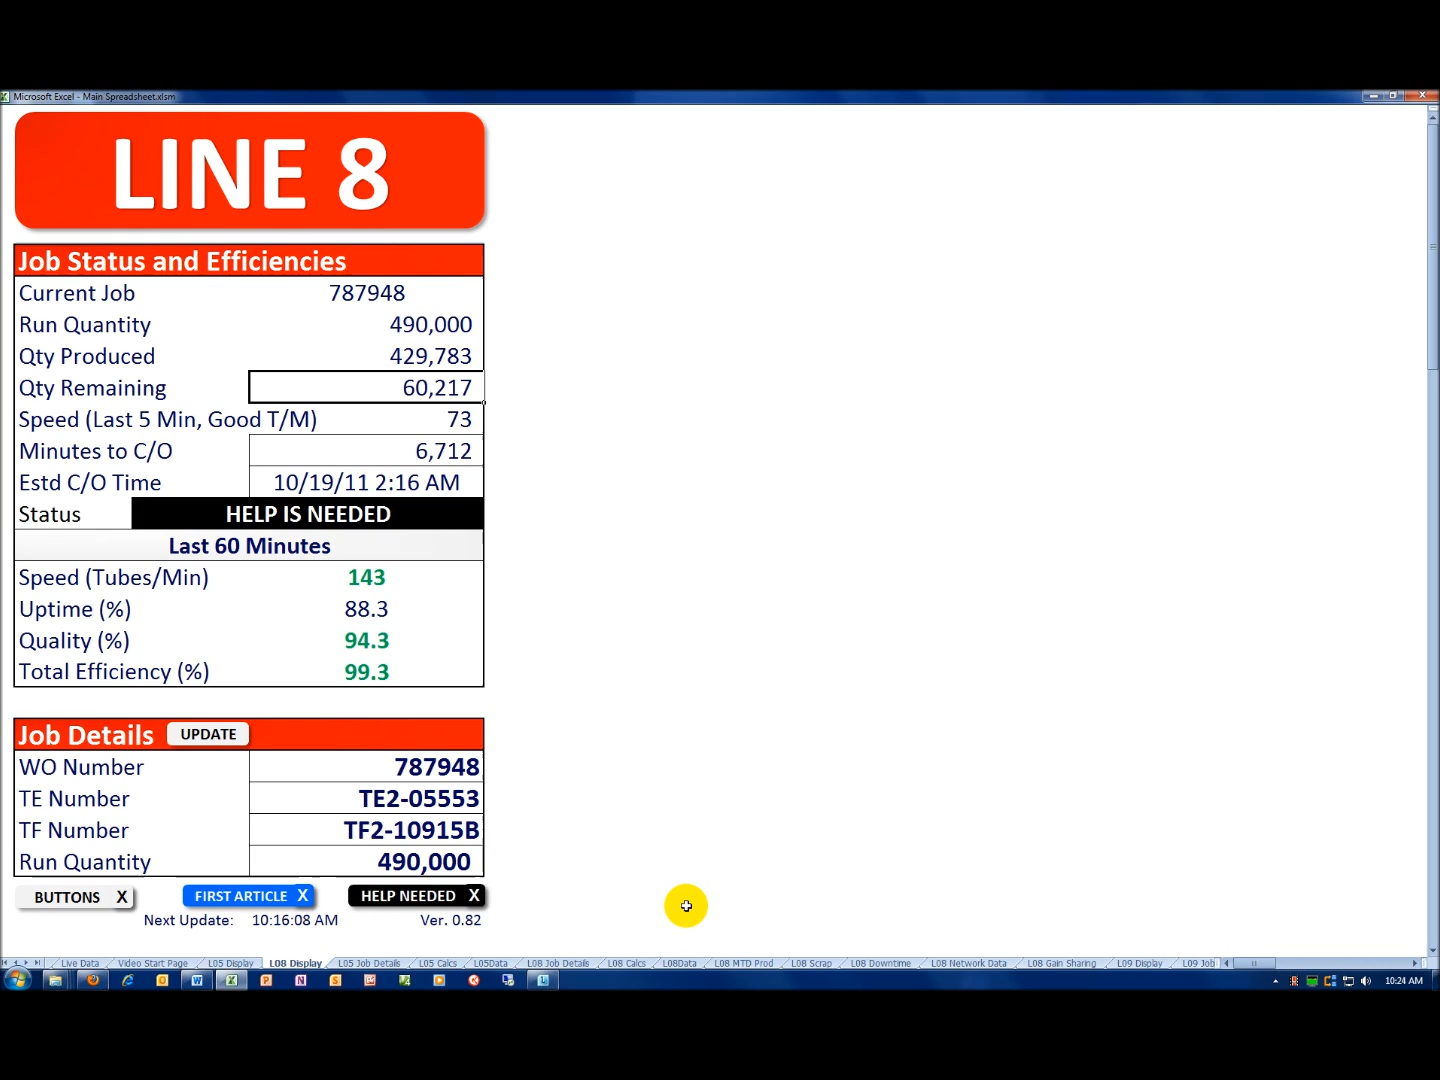 Microsoft Excel - Main Spreadsheet.xlsm
LINE 8
Job Status and Efficiencies
Current Job 787948
Run Quantity 490,000
Qty Produced 429,783
Qty Remaining 60,217
Speed (Last 5 Min, Good T/M) 73
Minutes to C/O 6,712
Estd C/O Time 10/19/11 2:16 AM
Status HELP IS NEEDED
Last 60 Minutes
Speed (Tubes/Min) 143
Uptime (%) 88.3
Quality (%) 94.3
Total Efficiency (%) 99.3
Job Details UPDATE
WO Number 787948
TE Number TE2-05553
TF Number TF2-10915B
Run Quantity 490,000
BUTTONS X FIRST ARTICLE X HELP NEEDED X
Next Update: 10:16:08 AM Ver. 0.82
Live Data Video Start Page L05 Display L08 Display L05 Job Details L05 Calcs L05Data L08 Job Details L08 Calcs L08Data L08 MTD Prod L08 Scrap L08 Downtime L08 Network Data L08 Gain Sharing L09 Display L09 Job
10:24 AM